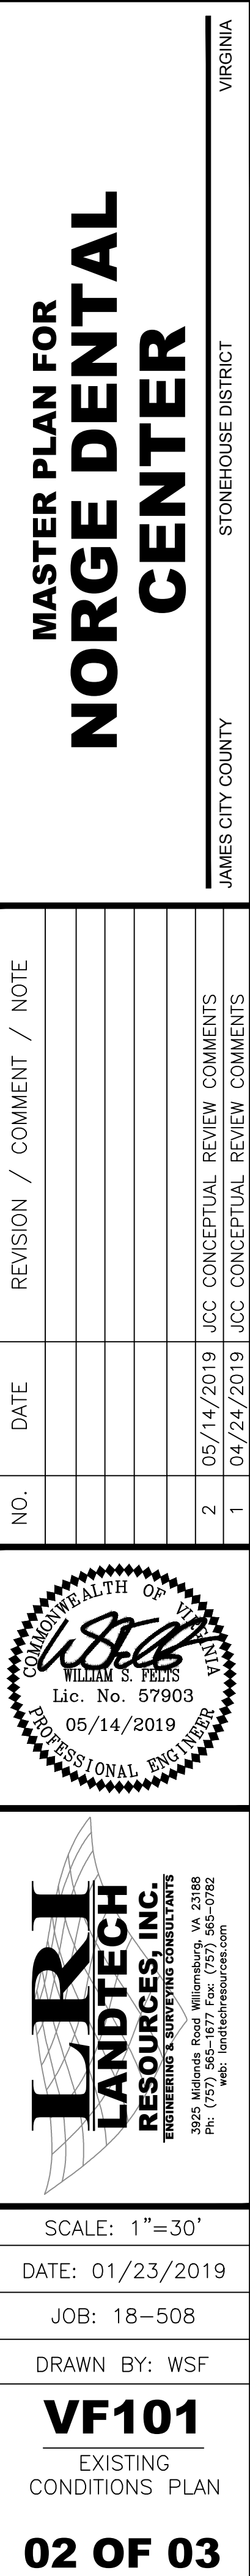 MASTER PLAN FOR
NORGE DENTAL
CENTER
JAMES CITY COUNTY STONEHOUSE DISTRICT VIRGINIA
NO. DATE REVISION / COMMENT / NOTE
2 05/14/2019 JCC CONCEPTUAL REVIEW COMMENTS
1 04/24/2019 JCC CONCEPTUAL REVIEW COMMENTS
COMMONWEALTH OF VIRGINIA
WILLIAM S. FELTS
Lic. No. 57903
05/14/2019
PROFESSIONAL ENGINEER
LRI
LANDTECH
RESOURCES, INC.
ENGINEERING & SURVEYING CONSULTANTS
3925 Midlands Road Williamsburg, VA 23188
Ph: (757) 565-1677 Fax: (757) 565-0782
web: landtechresources.com
SCALE: 1"=30'
DATE: 01/23/2019
JOB: 18-508
DRAWN BY: WSF
VF101
EXISTING
CONDITIONS PLAN
02 OF 03